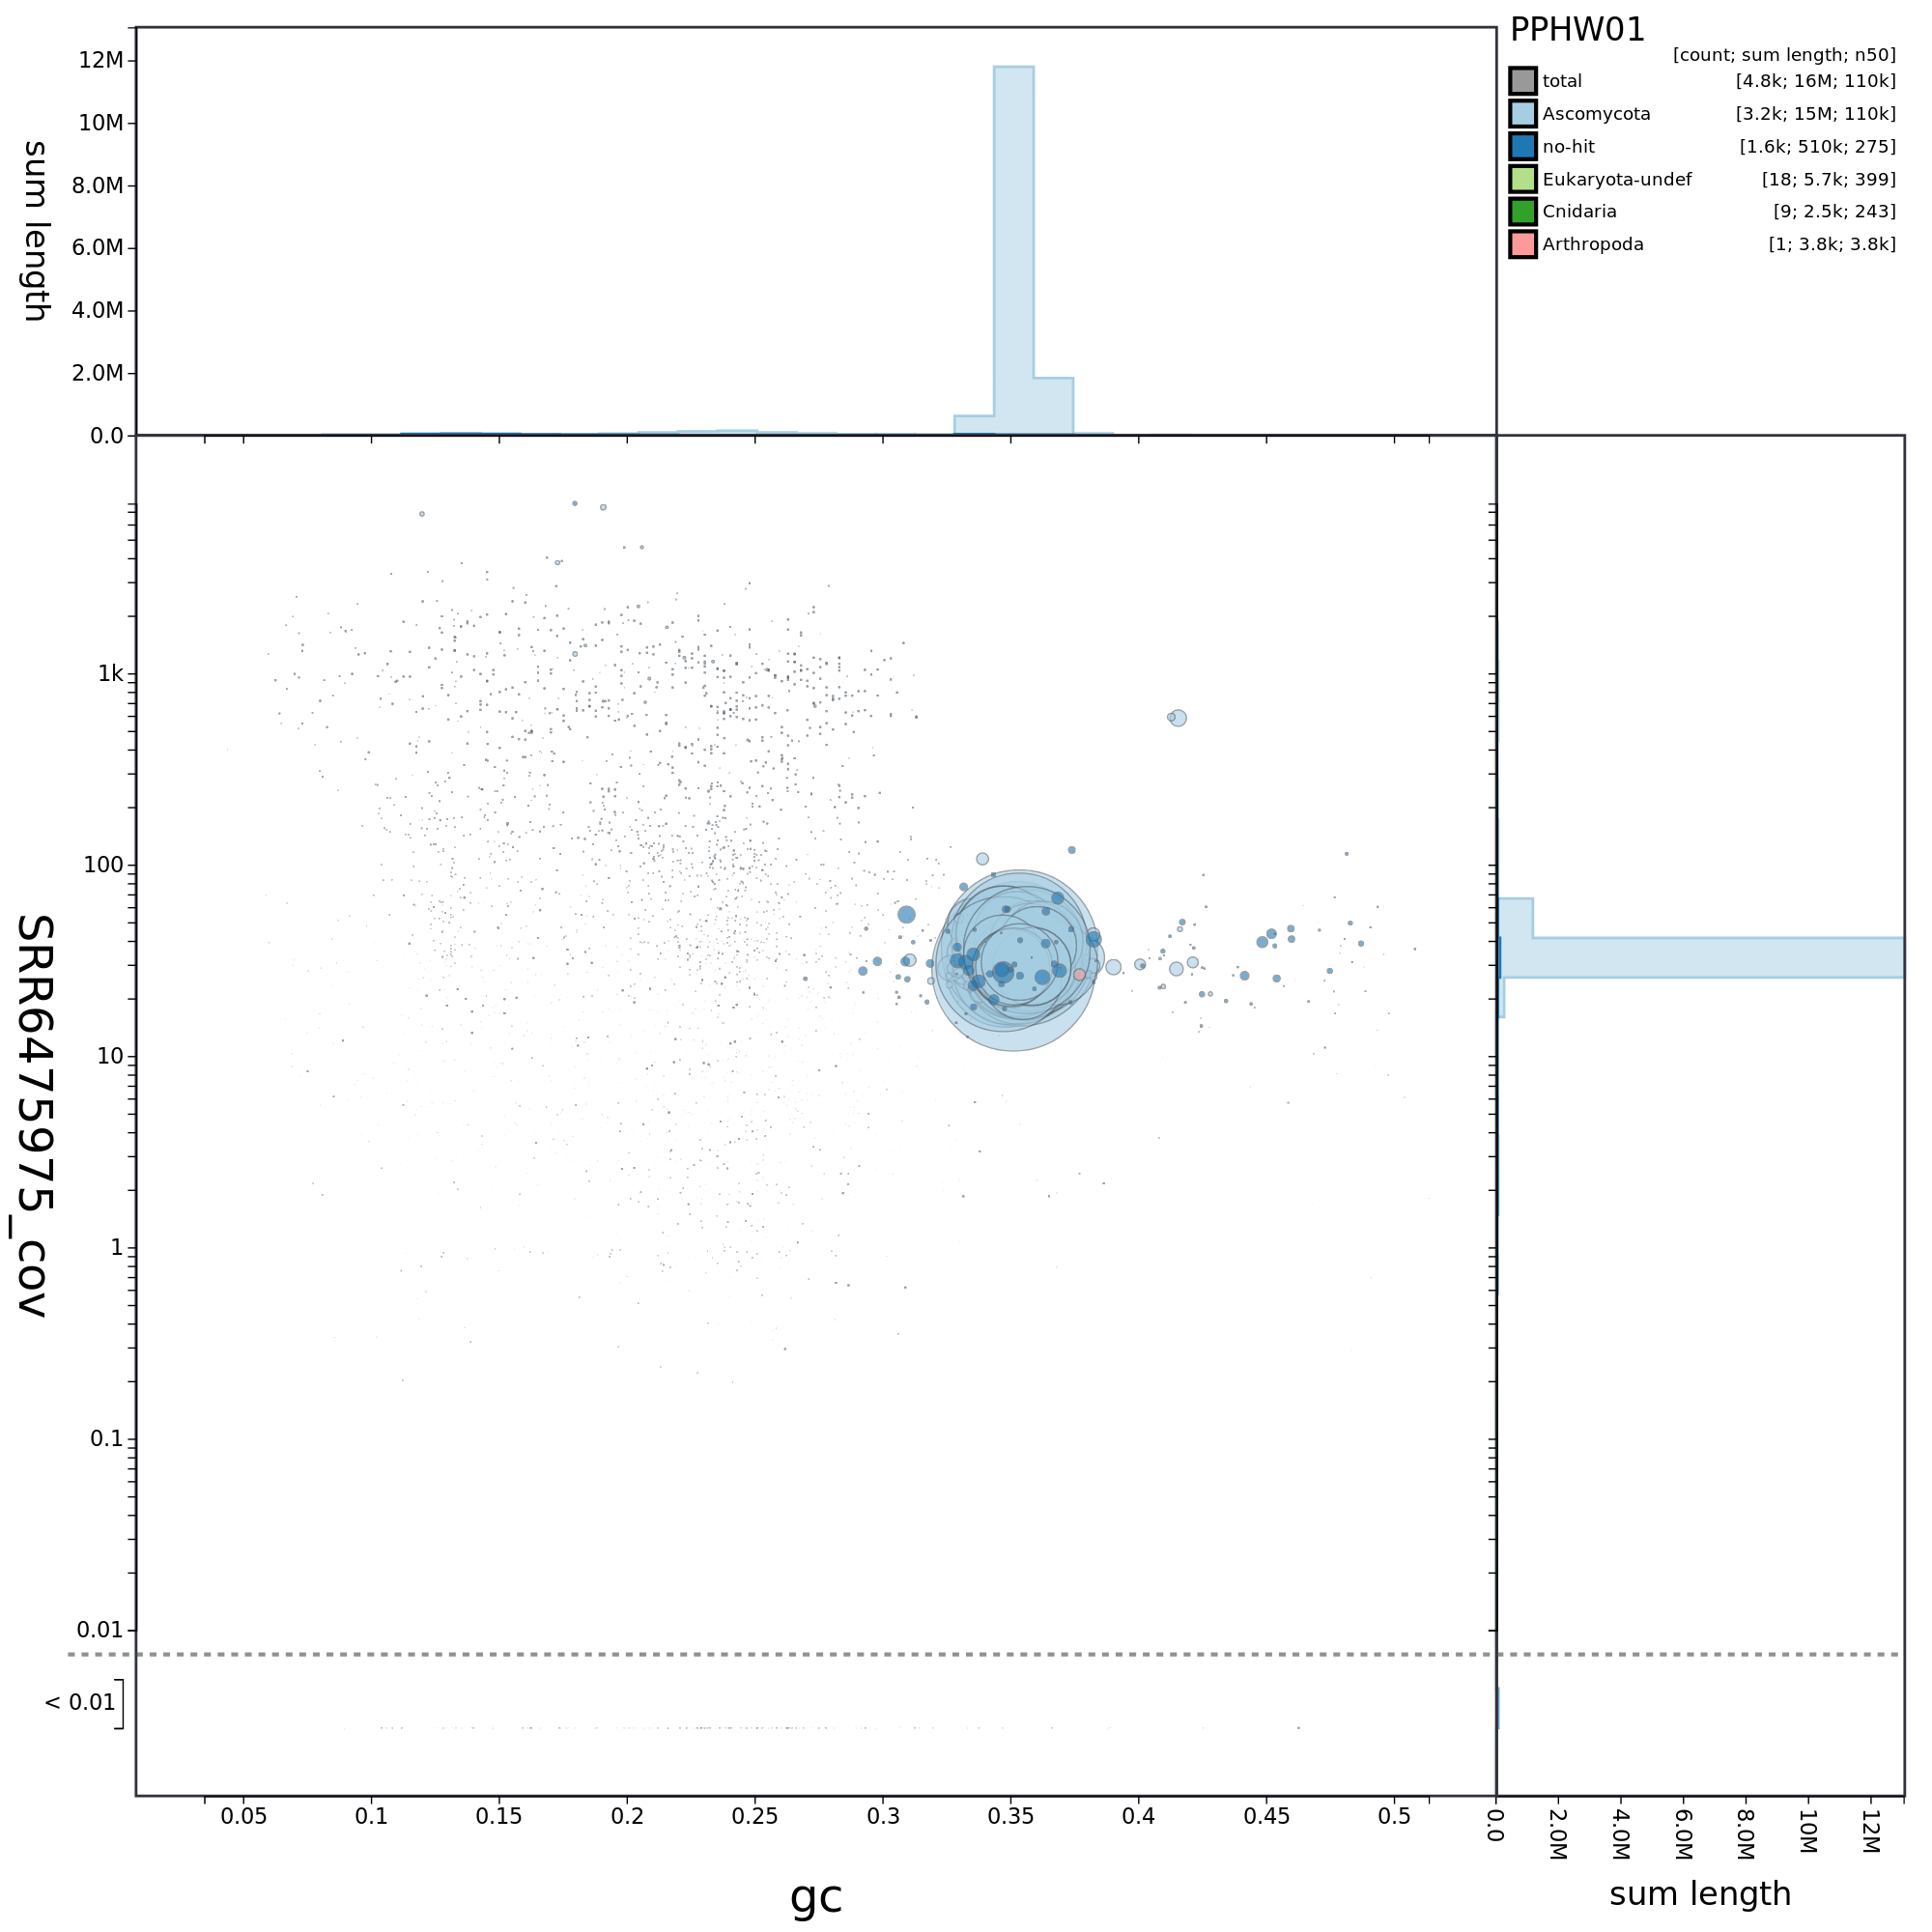 PPHW01
[count; sum length; n50]
total [4.8k; 16M; 110k]
Ascomycota [3.2k; 15M; 110k]
no-hit [1.6k; 510k; 275]
Eukaryota-undef [18; 5.7k; 399]
Cnidaria [9; 2.5k; 243]
Arthropoda [1; 3.8k; 3.8k]
sum length
12M
10M
8.0M
6.0M
4.0M
2.0M
0.0
SRR6475975_cov
1k
100
10
1
0.1
0.01
< 0.01
0.05 0.1 0.15 0.2 0.25 0.3 0.35 0.4 0.45 0.5
gc
0.0 2.0M 4.0M 6.0M 8.0M 10M 12M
sum length